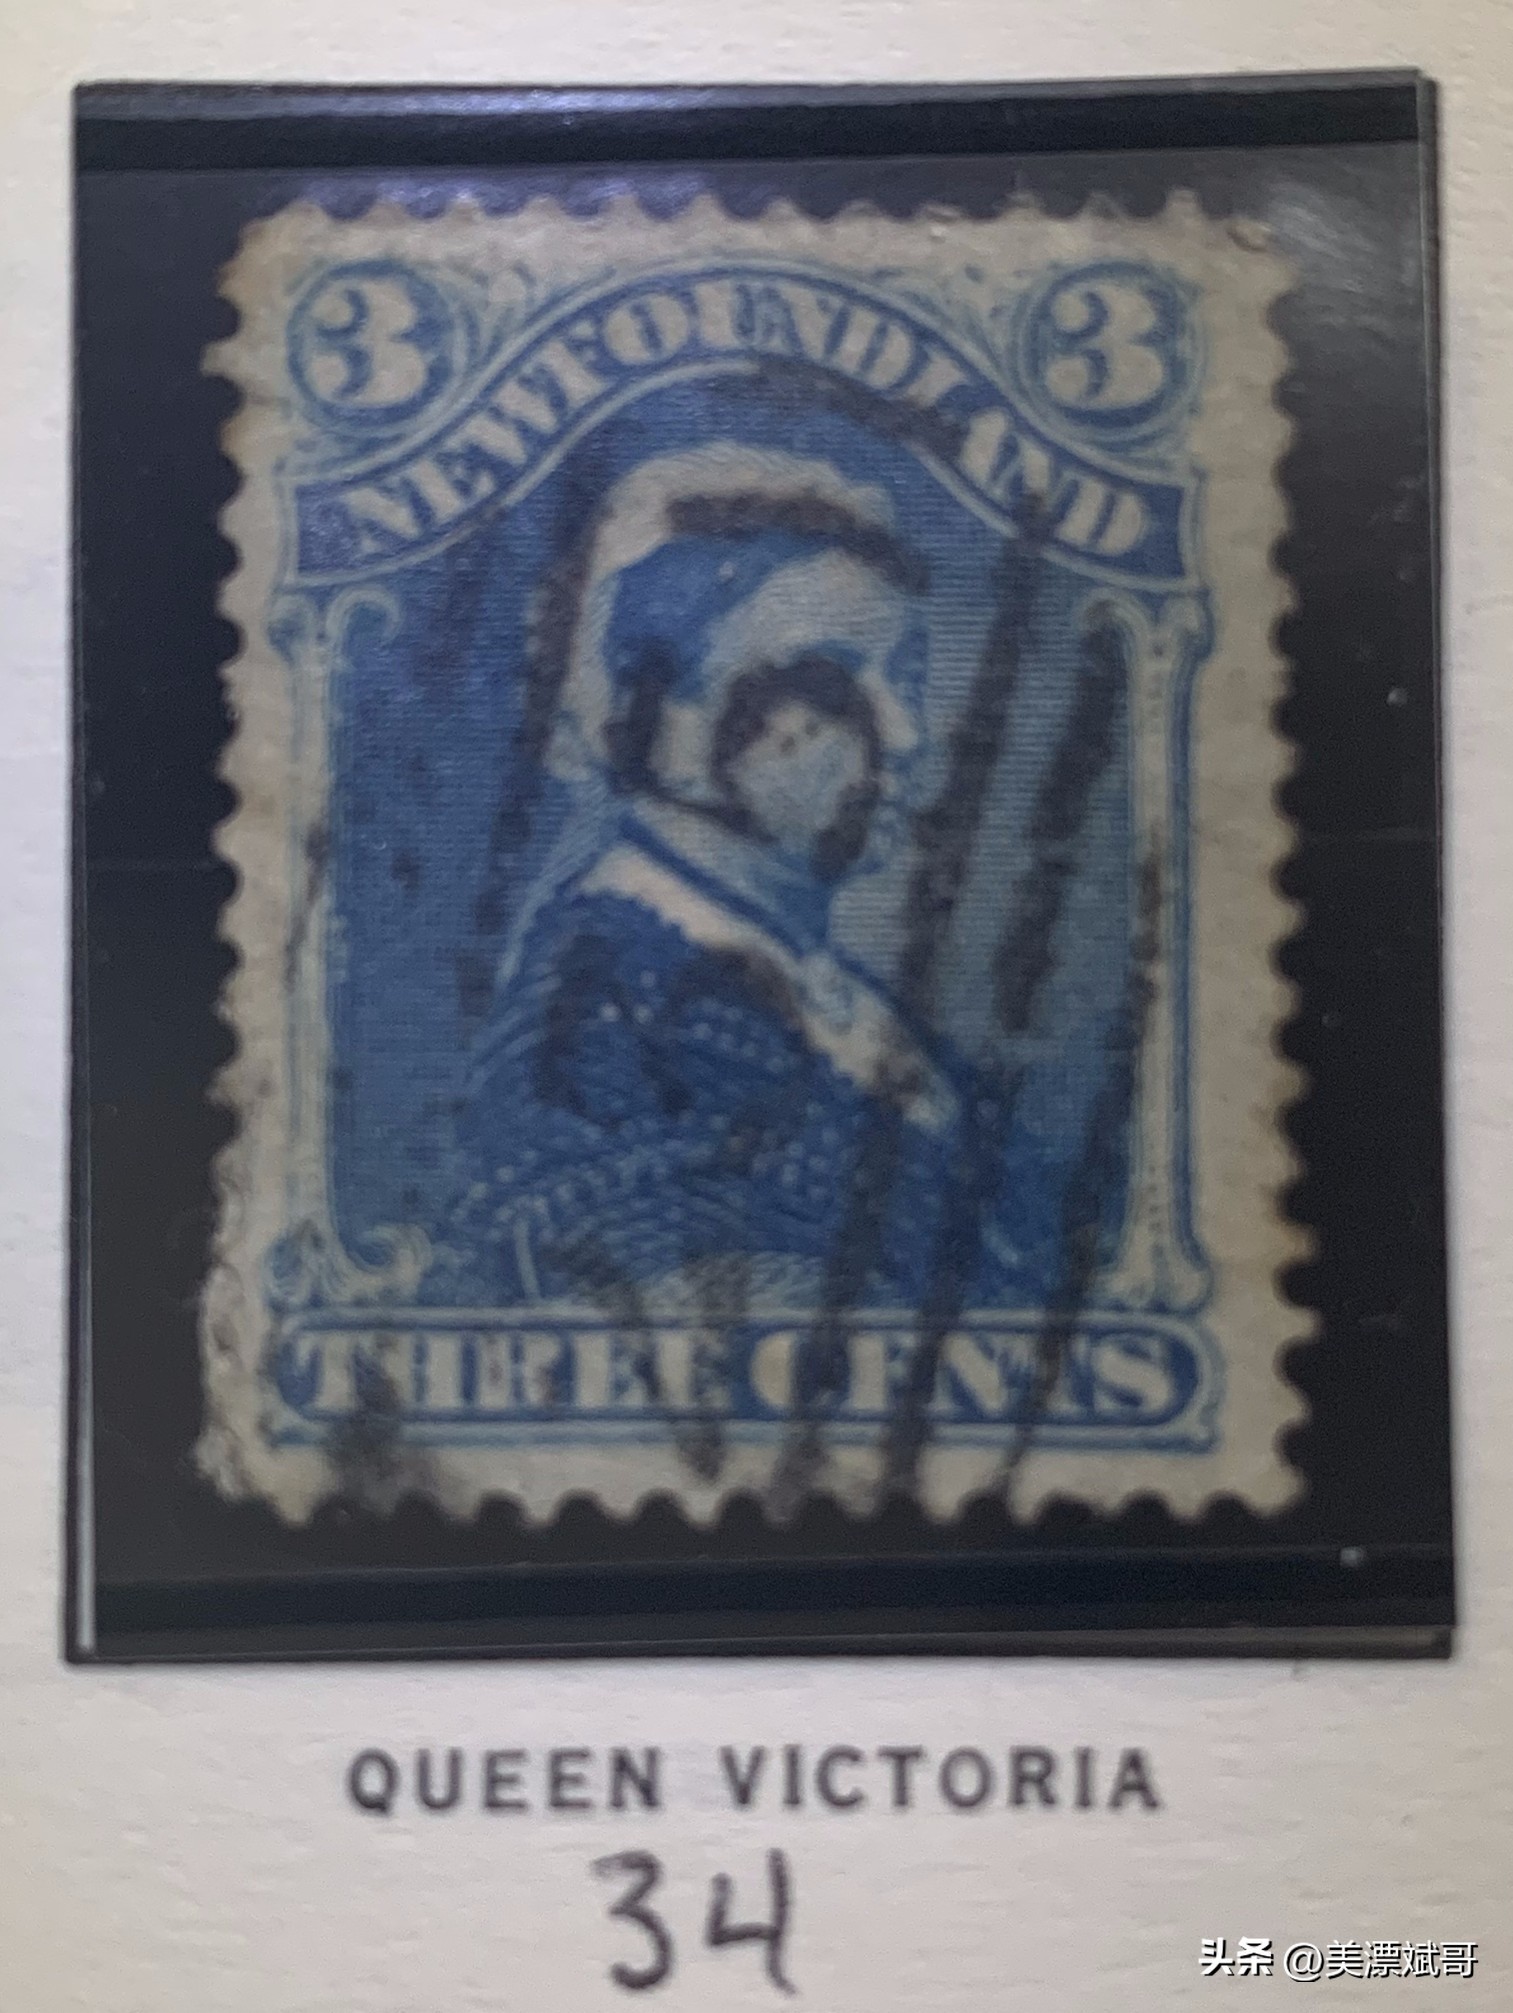 3 3
NEWFOUNDLAND
THREE CENTS
QUEEN VICTORIA
34
头条 @美漂斌哥